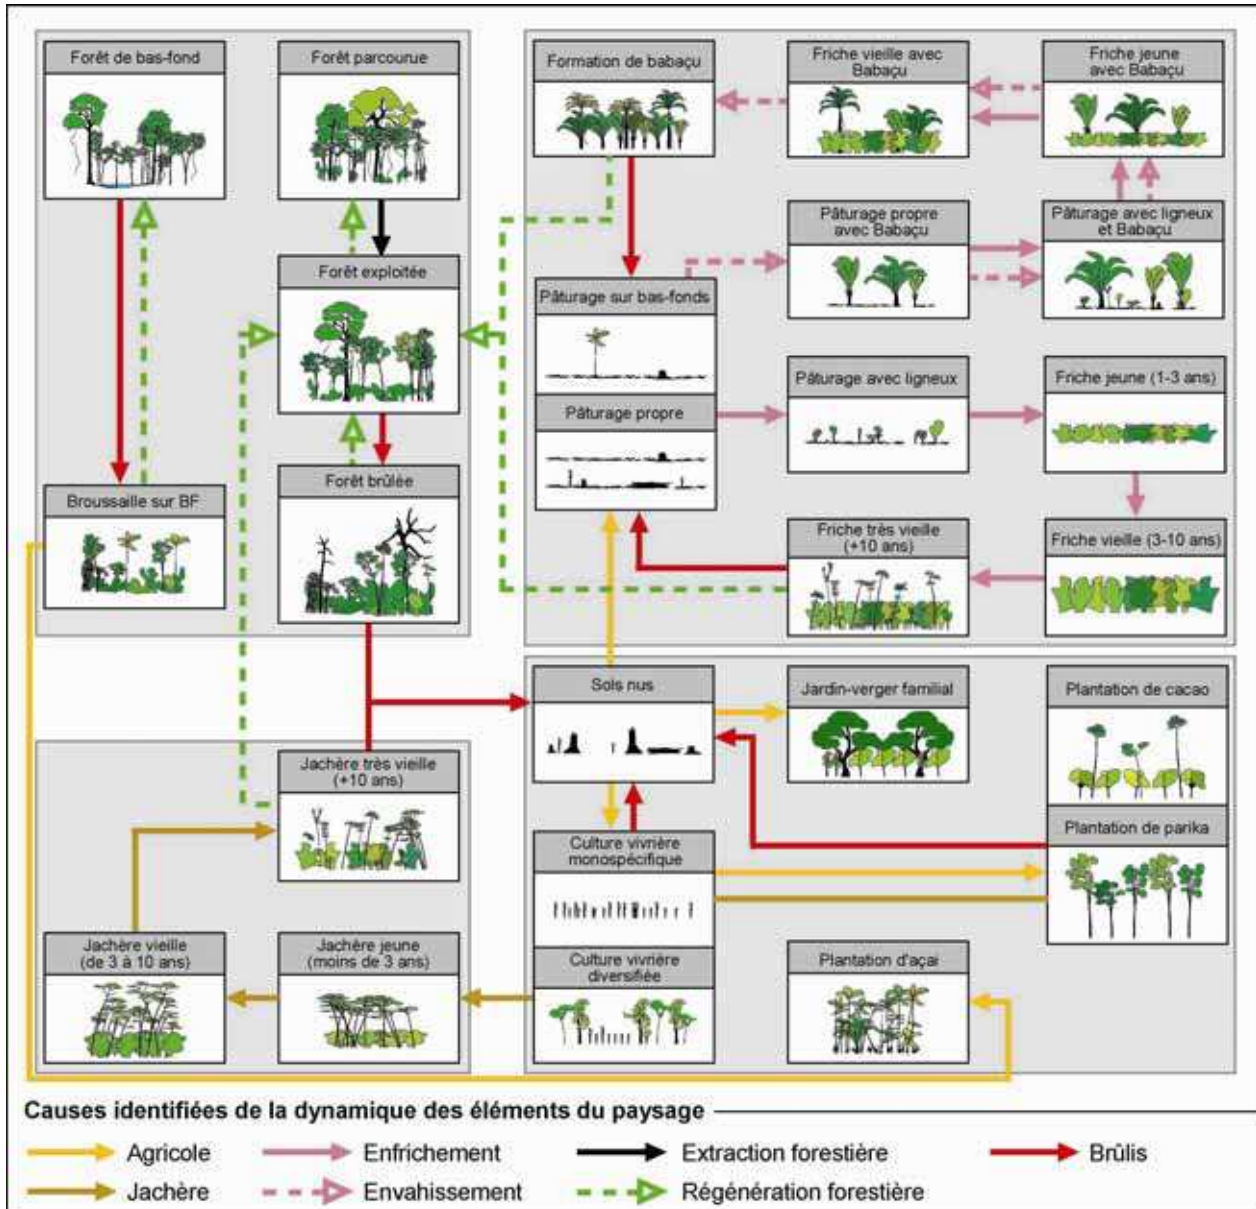 Forêt de bas-fond
Forêt parcourue
Forêt exploitée
Broussaille sur BF
Forêt brûlée
Formation de babaçu
Friche vieille avec
Babaçu
Friche jeune
avec Babaçu
Pâturage propre
avec Babaçu
Pâturage avec ligneux
et Babaçu
Pâturage sur bas-fonds
Pâturage propre
Pâturage avec ligneux
Friche jeune (1-3 ans)
Friche très vieille
(+10 ans)
Friche vieille (3-10 ans)
Sols nus
Jardin-verger familial
Plantation de cacao
Plantation de parika
Culture vivrière
monospécifique
Culture vivrière
diversifiée
Plantation d'açai
Jachère très vieille
(+10 ans)
Jachère vieille
(de 3 à 10 ans)
Jachère jeune
(moins de 3 ans)
Causes identifiées de la dynamique des éléments du paysage
Agricole
Enfrichement
Extraction forestière
Brûlis
Jachère
Envahissement
Régénération forestière